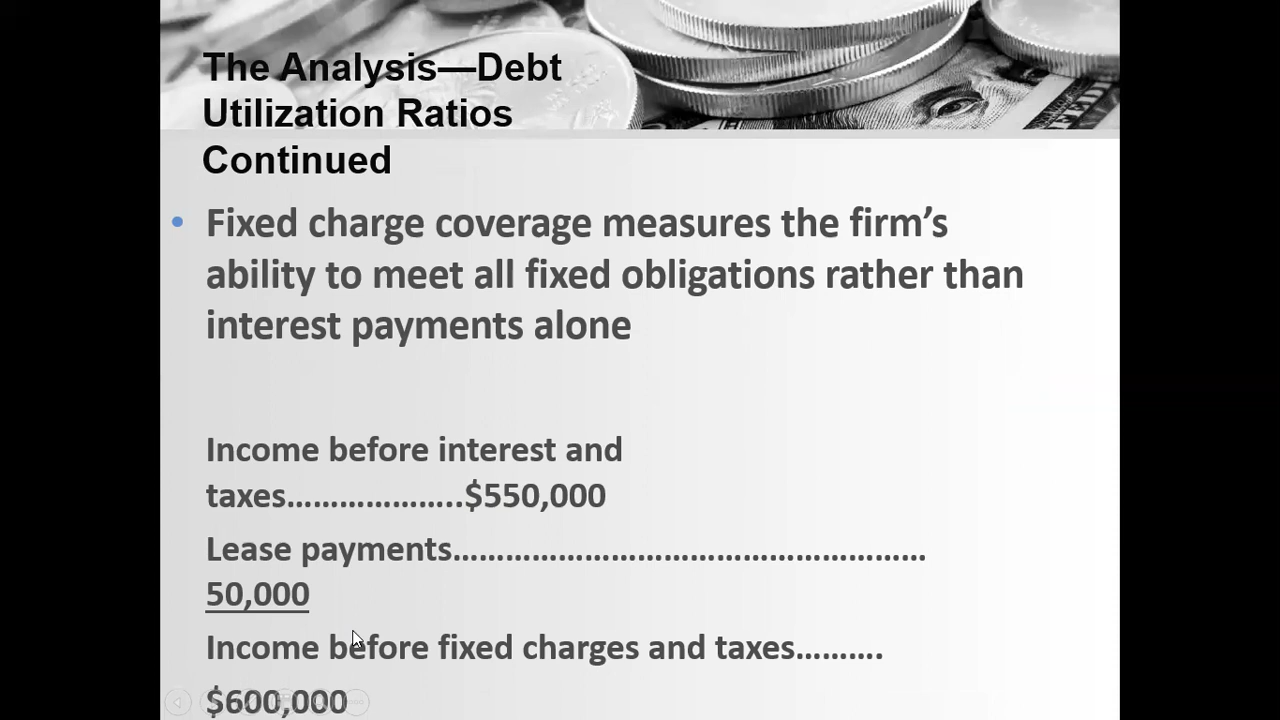 The Analysis—Debt
Utilization Ratios
Continued
• Fixed charge coverage measures the firm’s
ability to meet all fixed obligations rather than
interest payments alone
Income before interest and
taxes………………..$550,000
Lease payments………………………………………………
50,000
Income before fixed charges and taxes……….
$600,000